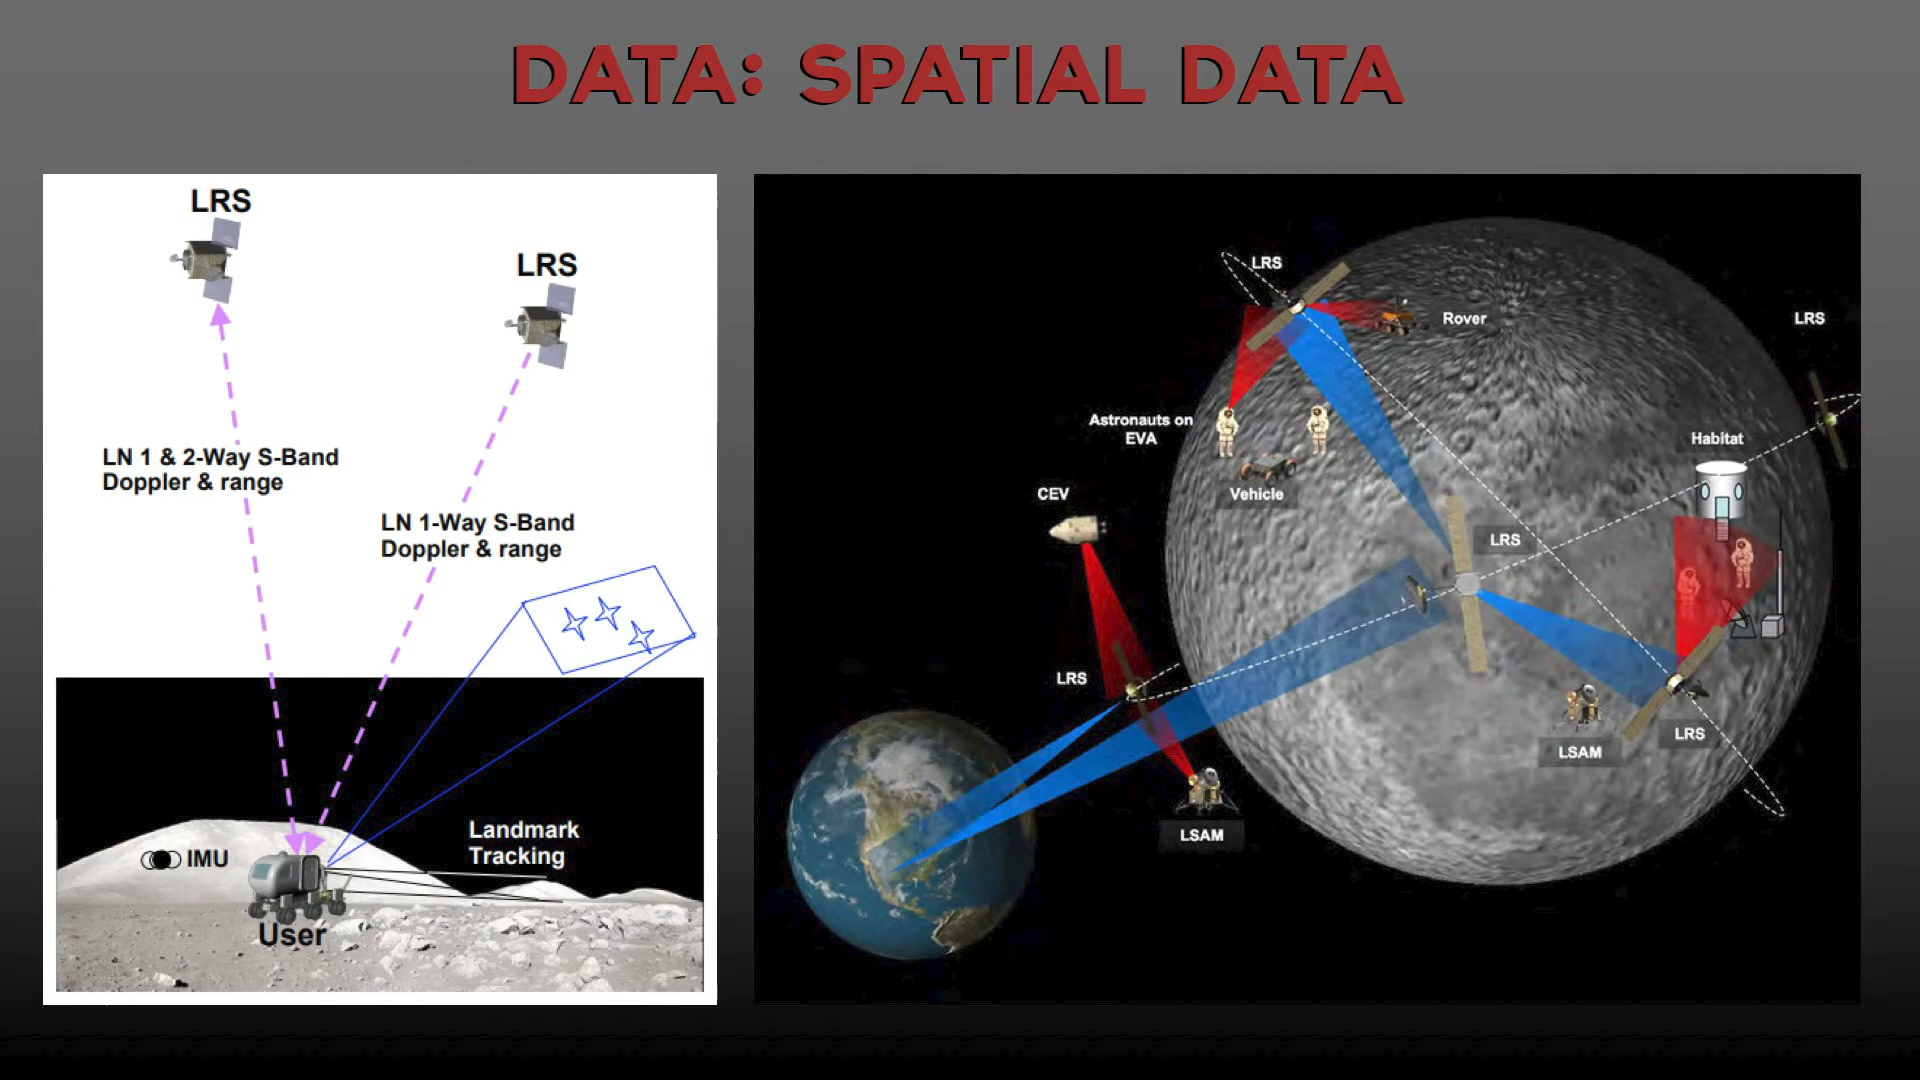 DATA: SPATIAL DATA
LRS
LRS
LN 1 & 2-Way S-Band
Doppler & range
LN 1-Way S-Band
Doppler & range
Landmark
Tracking
IMU
User
LRS
Rover
LRS
Astronauts on
EVA
Habitat
Vehicle
CEV
LRS
LRS
LRS
LSAM
LSAM